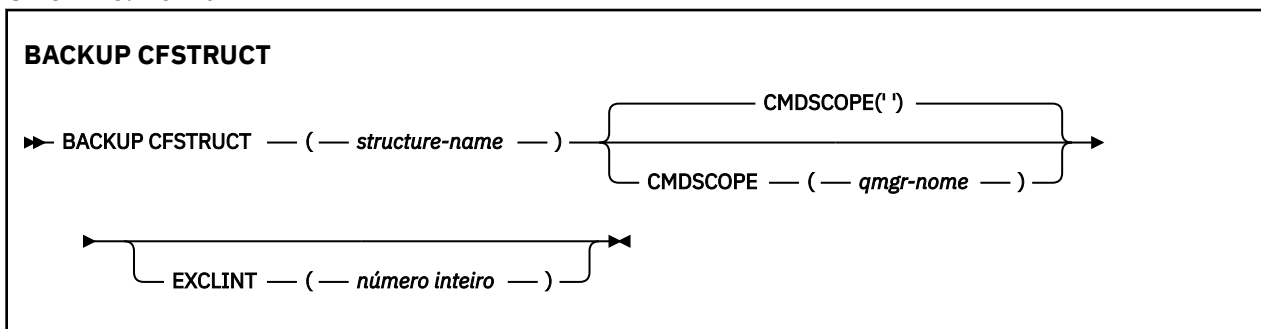 BACKUP CFSTRUCT
CMDSCOPE(' ')
BACKUP CFSTRUCT ( structure-name )
CMDSCOPE ( qmgr-nome )
EXCLINT ( número inteiro )